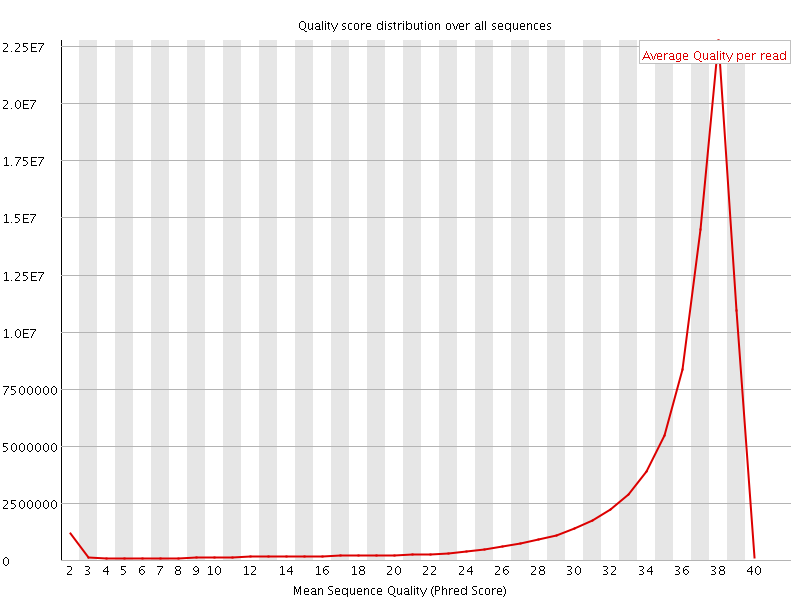 Quality score distribution over all sequences
Average Quality per read
2.25E7
2.0E7
1.75E7
1.5E7
1.25E7
1.0E7
7500000
5000000
2500000
0
2 3 4 5 6 7 8 9 10 12 14 16 18 20 22 24 26 28 30 32 34 36 38 40
Mean Sequence Quality (Phred Score)